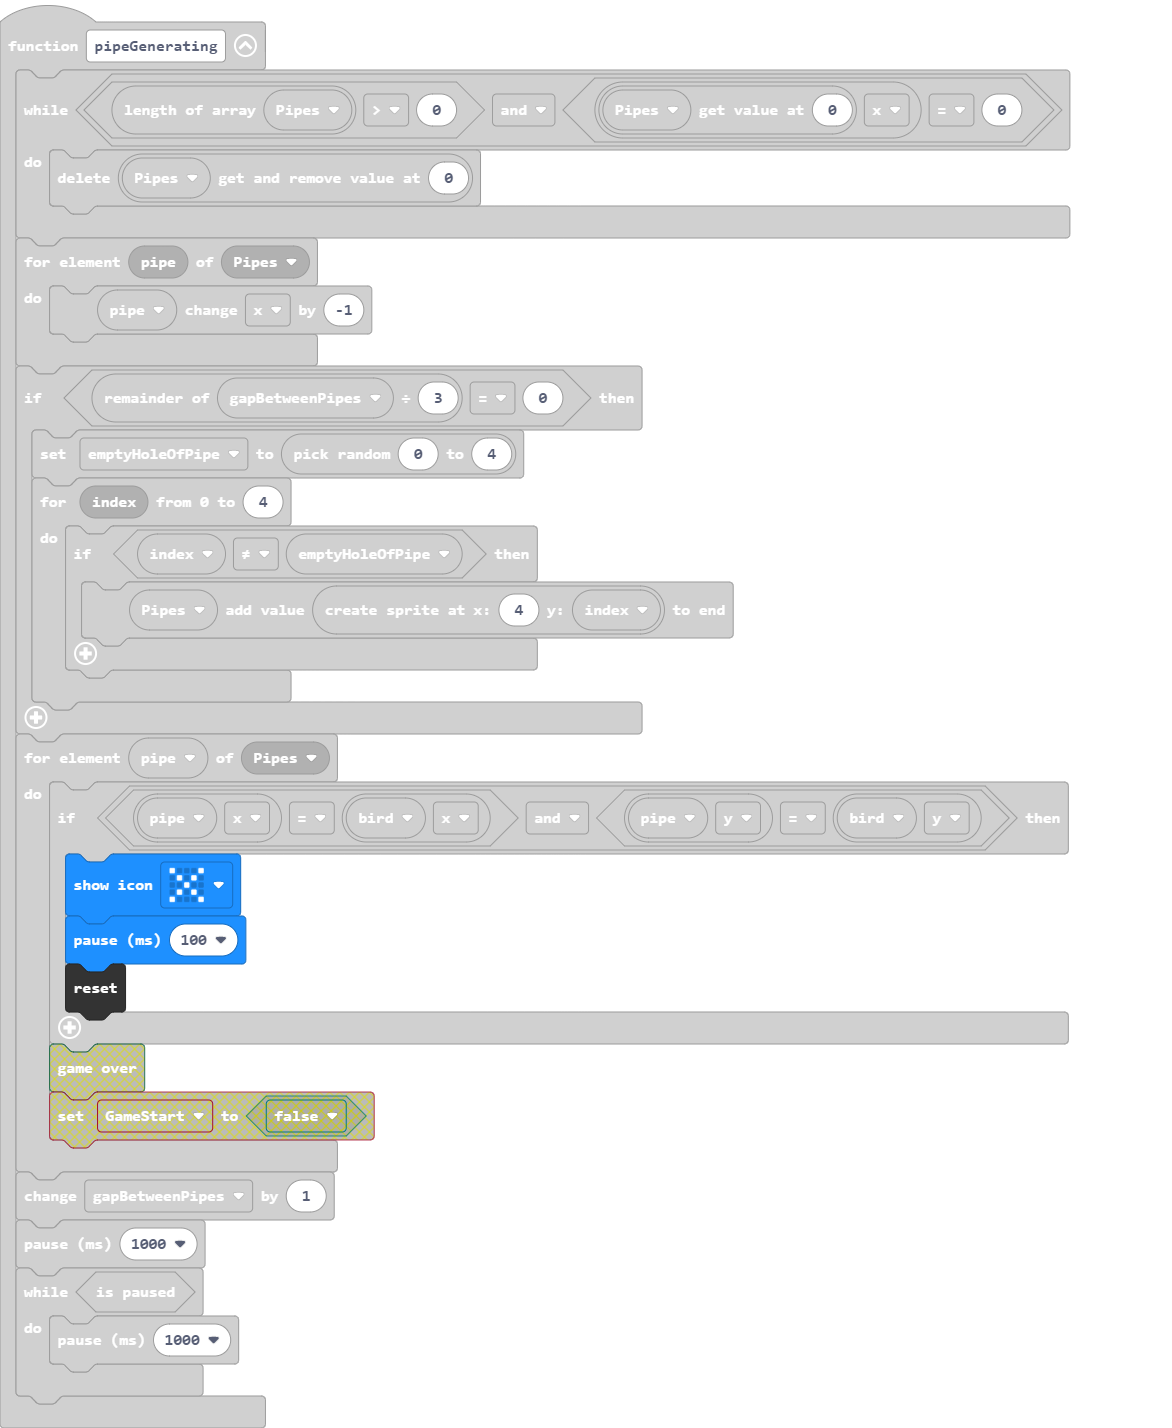 function pipeGenerating
while length of array Pipes > 0 and Pipes get value at 0 x = 0
do
delete Pipes get and remove value at 0
for element pipe of Pipes
do
pipe change x by -1
if remainder of gapBetweenPipes ÷ 3 = 0 then
set emptyHoleOfPipe to pick random 0 to 4
for index from 0 to 4
do
if index ≠ emptyHoleOfPipe then
Pipes add value create sprite at x: 4 y: index to end
for element pipe of Pipes
do
if pipe x = bird x and pipe y = bird y then
show icon
pause (ms) 100
reset
game over
set GameStart to false
change gapBetweenPipes by 1
pause (ms) 1000
while is paused
do
pause (ms) 1000